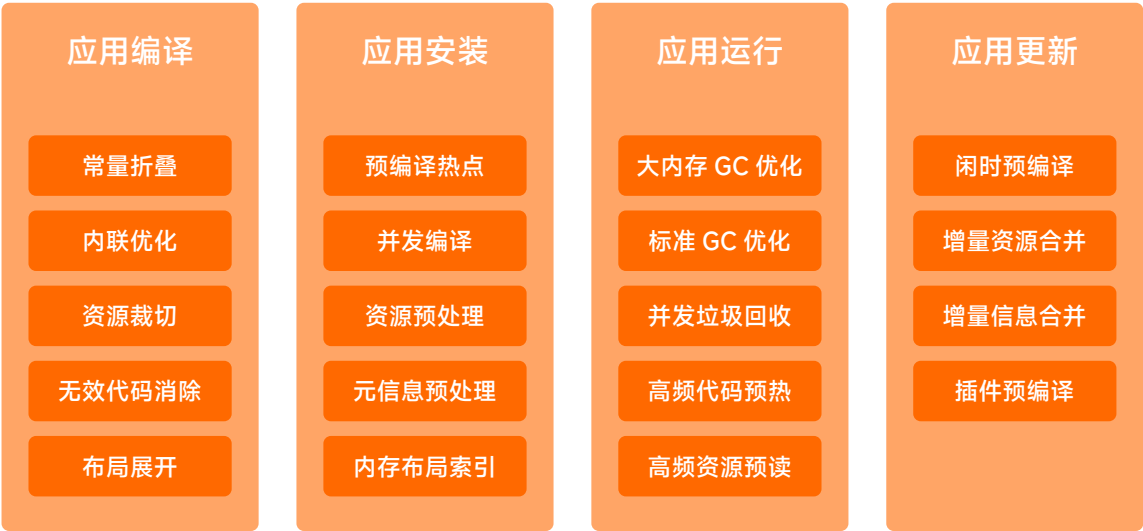 应用编译
常量折叠
内联优化
资源裁切
无效代码消除
布局展开
应用安装
预编译热点
并发编译
资源预处理
元信息预处理
内存布局索引
应用运行
大内存 GC 优化
标准 GC 优化
并发垃圾回收
高频代码预热
高频资源预读
应用更新
闲时预编译
增量资源合并
增量信息合并
插件预编译